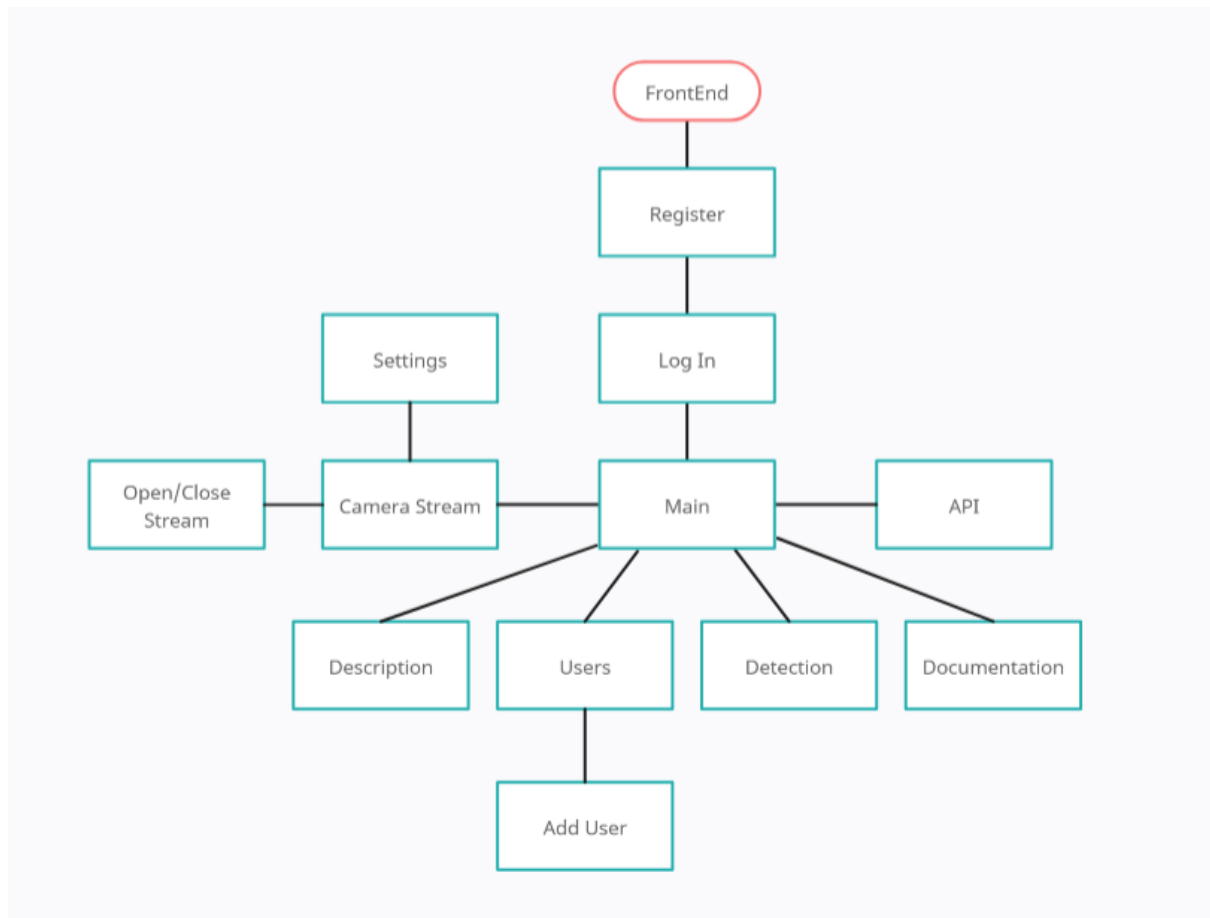 FrontEnd
Register
Settings
Log In
Open/Close
Stream
Camera Stream
Main
API
Description
Users
Detection
Documentation
Add User